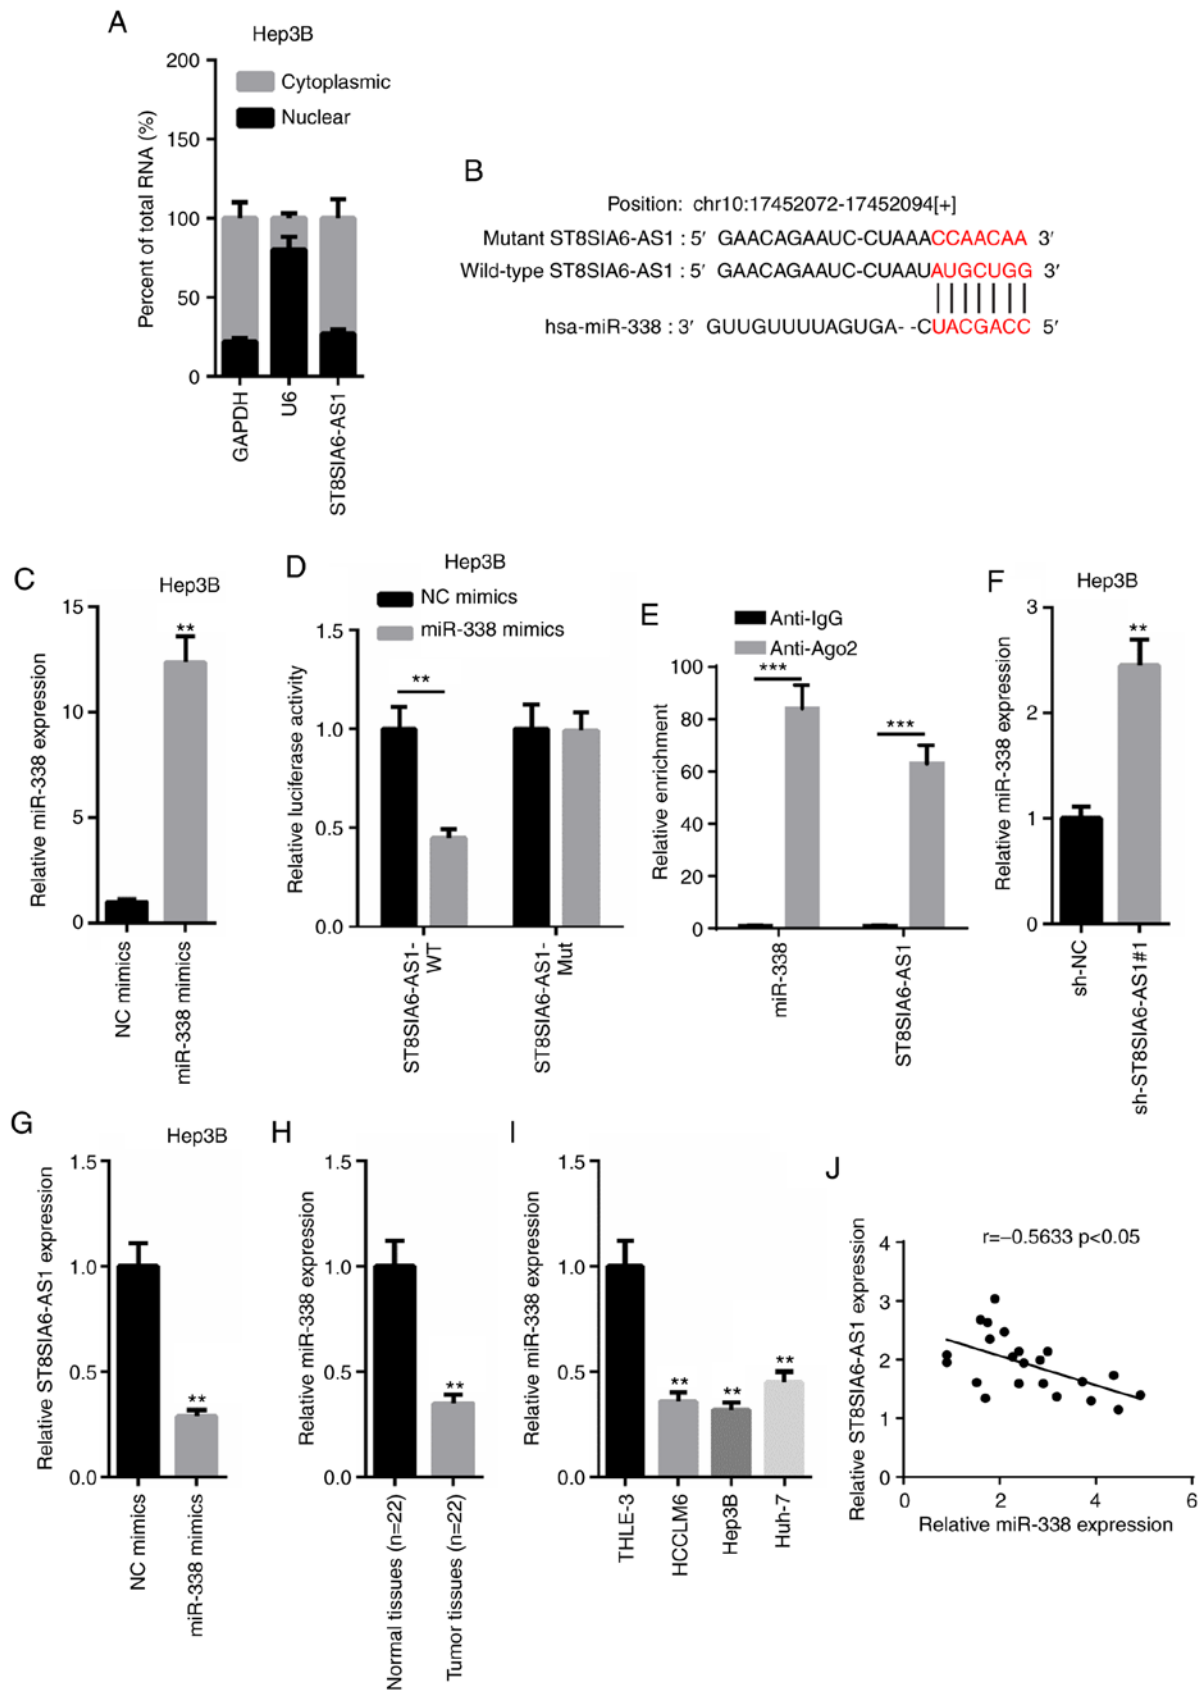 A
Hep3B
Cytoplasmic
Nuclear
Percent of total RNA (%)
200
150
100
50
0
GAPDH
U6
ST8SIA6-AS1
B
Position: chr10:17452072-17452094[+]
Mutant ST8SIA6-AS1 : 5′ GAACAGAAUC-CUAAACCAACAA 3′
Wild-type ST8SIA6-AS1 : 5′ GAACAGAAUC-CUAAUAUGCUGG 3′
hsa-miR-338 : 3′ GUUGUUUUAGUGA- -CUACGACC 5′
C
Hep3B
Relative miR-338 expression
15
10
5
0
**
NC mimics
miR-338 mimics
D
Hep3B
NC mimics
miR-338 mimics
Relative luciferase activity
1.5
1.0
0.5
0.0
**
ST8SIA6-AS1-
WT
ST8SIA6-AS1-
Mut
E
Anti-IgG
Anti-Ago2
Relative enrichment
100
80
60
40
20
0
***
***
miR-338
ST8SIA6-AS1
F
Hep3B
Relative miR-338 expression
3
2
1
0
**
sh-NC
sh-ST8SIA6-AS1#1
G
Hep3B
Relative ST8SIA6-AS1 expression
1.5
1.0
0.5
0.0
**
NC mimics
miR-338 mimics
H
Relative miR-338 expression
1.5
1.0
0.5
0.0
**
Normal tissues (n=22)
Tumor tissues (n=22)
I
Relative miR-338 expression
1.5
1.0
0.5
0.0
**
**
**
THLE-3
HCCLM6
Hep3B
Huh-7
J
r=−0.5633 p<0.05
Relative ST8SIA6-AS1 expression
4
3
2
1
0
0
2
4
6
Relative miR-338 expression